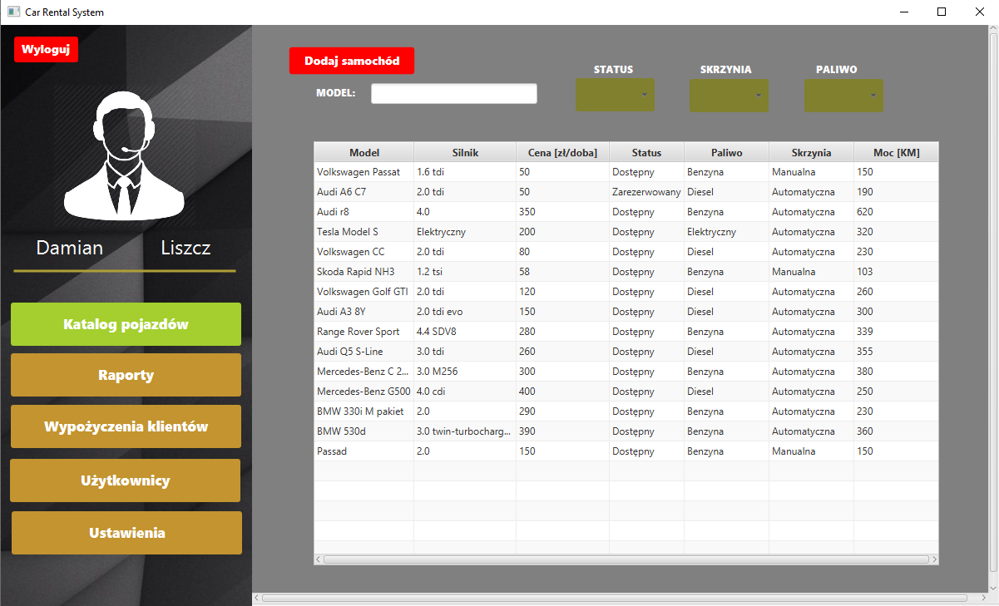 Car Rental System
Wyloguj
Damian Liszcz
Katalog pojazdów
Raporty
Wypożyczenia klientów
Użytkownicy
Ustawienia
Dodaj samochód
MODEL:
STATUS SKRZYNIA PALIWO
Model Silnik Cena [zł/doba] Status Paliwo Skrzynia Moc [KM]
Volkswagen Passat 1.6 tdi 50 Dostępny Benzyna Manualna 150
Audi A6 C7 2.0 tdi 50 Zarezerwowany Diesel Automatyczna 190
Audi r8 4.0 350 Dostępny Benzyna Automatyczna 620
Tesla Model S Elektryczny 200 Dostępny Elektryczny Automatyczna 320
Volkswagen CC 2.0 tdi 80 Dostępny Diesel Automatyczna 230
Skoda Rapid NH3 1.2 tsi 58 Dostępny Benzyna Manualna 103
Volkswagen Golf GTI 2.0 tdi 120 Dostępny Diesel Automatyczna 260
Audi A3 8Y 2.0 tdi evo 150 Dostępny Diesel Automatyczna 300
Range Rover Sport 4.4 SDV8 280 Dostępny Benzyna Automatyczna 339
Audi Q5 S-Line 3.0 tdi 260 Dostępny Diesel Automatyczna 355
Mercedes-Benz C 2... 3.0 M256 300 Dostępny Benzyna Automatyczna 380
Mercedes-Benz G500 4.0 cdi 400 Dostępny Diesel Automatyczna 250
BMW 330i M pakiet 2.0 290 Dostępny Benzyna Automatyczna 230
BMW 530d 3.0 twin-turbocharg... 390 Dostępny Benzyna Automatyczna 360
Passad 2.0 150 Dostępny Benzyna Manualna 150